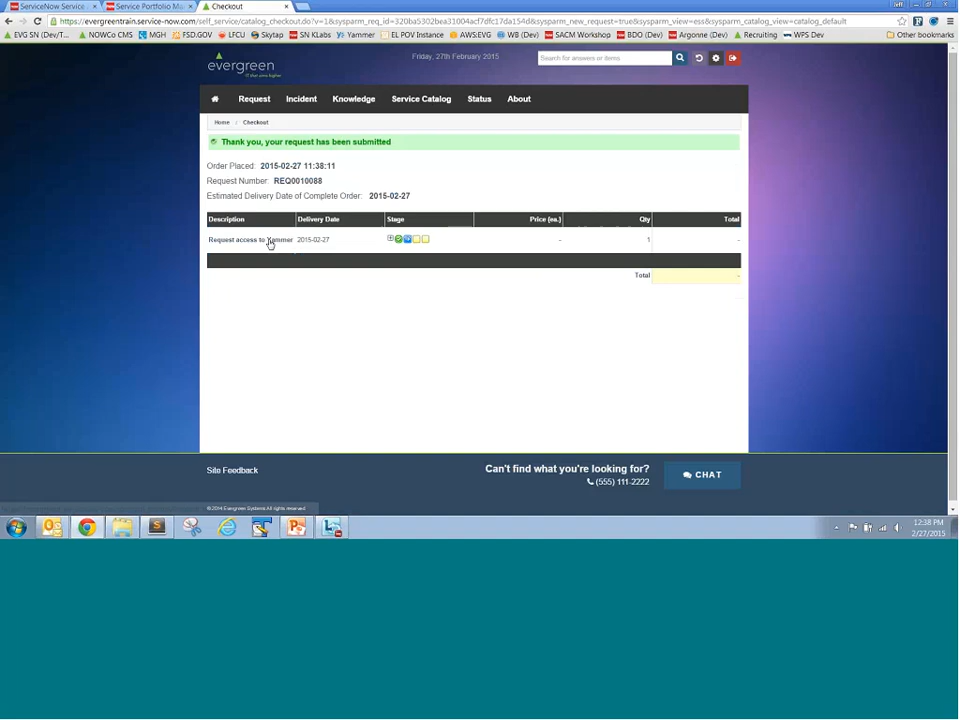 ServiceNow Service
Service Portfolio Ma
Checkout
https://evergreentrain.service-now.com/self_service/catalog_checkout.do?v=1&sysparm_req_id=320ba5302bea31004acf7dfc17da154d&sysparm_new_request=true&sysparm_view=ess&sysparm_catalog_view=catalog_default
EVG SN (Dev/T... NOWCo CMS MGH FSD.GOV LFCU Skytap SN KLabs Yammer EL POV Instance AWS:EVG WB (Dev) SACM Workshop BDO (Dev) Argonne (Dev) Recruiting WPS Dev Other bookmarks
evergreen
Friday, 27th February 2015
Search for answers or items
Request Incident Knowledge Service Catalog Status About
Home / Checkout
Thank you, your request has been submitted
Order Placed: 2015-02-27 11:38:11
Request Number: REQ0010088
Estimated Delivery Date of Complete Order: 2015-02-27
Description Delivery Date Stage Price (ea.) Qty Total
Request access to Yammer 2015-02-27 - 1 -
Total -
Site Feedback
Can't find what you're looking for?
(555) 111-2222
CHAT
©2014 Evergreen Systems All rights reserved
12:38 PM
2/27/2015